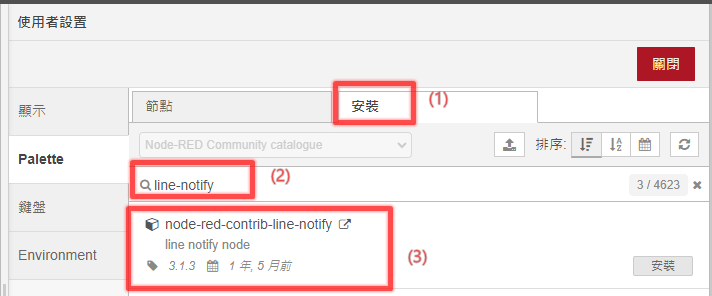 使用者設置
關閉
顯示
節點
安裝
(1)
Palette
Node-RED Community catalogue
排序:
line-notify
(2)
3 / 4623
鍵盤
node-red-contrib-line-notify
line notify node
3.1.3
1 年, 5 月前
(3)
安裝
Environment